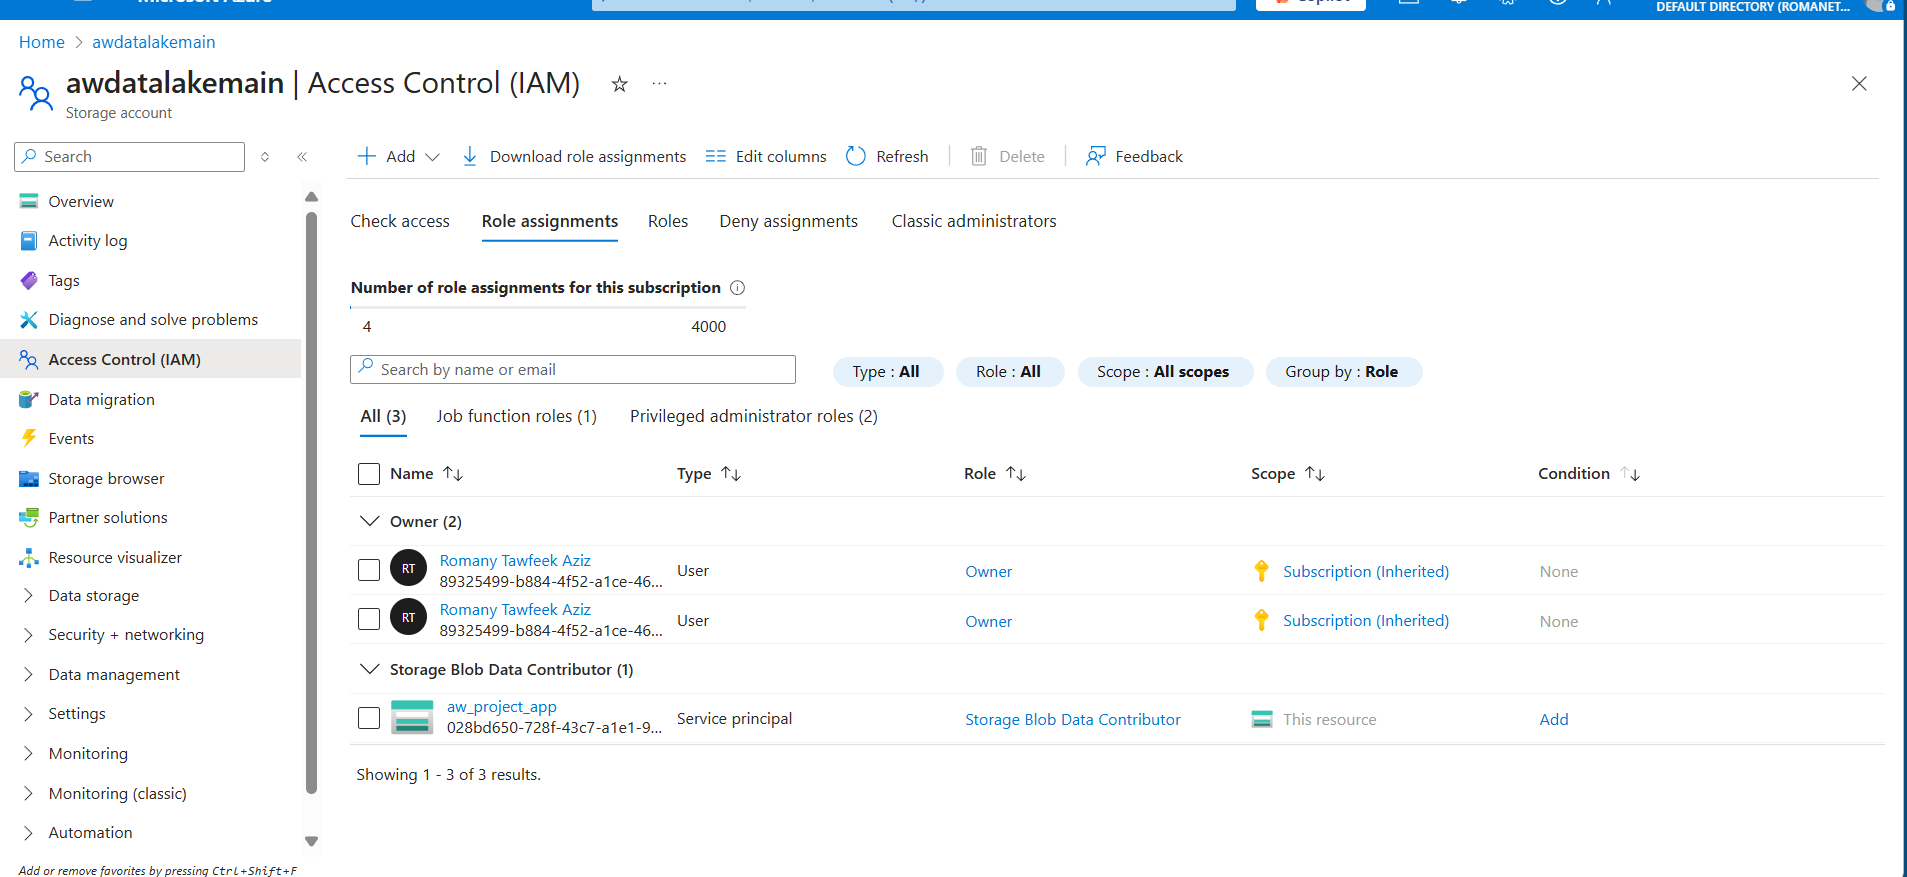 Microsoft Azure
Copilot
DEFAULT DIRECTORY (ROMANET...
Home > awdatalakemain
awdatalakemain | Access Control (IAM)
Storage account
Search
Add
Download role assignments
Edit columns
Refresh
Delete
Feedback
Overview
Activity log
Tags
Diagnose and solve problems
Access Control (IAM)
Data migration
Events
Storage browser
Partner solutions
Resource visualizer
Data storage
Security + networking
Data management
Settings
Monitoring
Monitoring (classic)
Automation
Add or remove favorites by pressing Ctrl+Shift+F
Check access
Role assignments
Roles
Deny assignments
Classic administrators
Number of role assignments for this subscription
4 4000
Search by name or email
Type : All
Role : All
Scope : All scopes
Group by : Role
All (3)
Job function roles (1)
Privileged administrator roles (2)
Name Type Role Scope Condition
Owner (2)
RT Romany Tawfeek Aziz
89325499-b884-4f52-a1ce-46...
User Owner Subscription (Inherited) None
RT Romany Tawfeek Aziz
89325499-b884-4f52-a1ce-46...
User Owner Subscription (Inherited) None
Storage Blob Data Contributor (1)
aw_project_app
028bd650-728f-43c7-a1e1-9...
Service principal Storage Blob Data Contributor This resource Add
Showing 1 - 3 of 3 results.